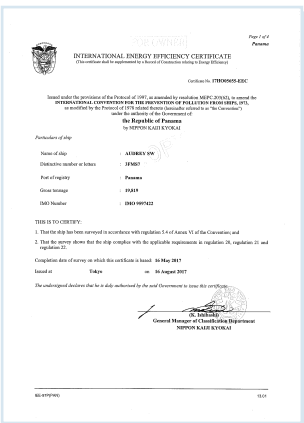 Page 1 of 4
Panama
INTERNATIONAL ENERGY EFFICIENCY CERTIFICATE
(This certificate shall be supplemented by a Record of Construction relating to Energy Efficiency)
Certificate No. 17HO05655-EEC
Issued under the provisions of the Protocol of 1997, as amended by resolution MEPC.203(62), to amend the
INTERNATIONAL CONVENTION FOR THE PREVENTION OF POLLUTION FROM SHIPS, 1973,
as modified by the Protocol of 1978 related thereto (hereinafter referred to as "the Convention")
under the authority of the Government of:
the Republic of Panama
by NIPPON KAIJI KYOKAI
Particulars of ship
Name of ship : AUDREY SW
Distinctive number or letters : 3FMS7
Port of registry : Panama
Gross tonnage : 19,819
IMO Number : IMO 9997422
THIS IS TO CERTIFY:
1. That the ship has been surveyed in accordance with regulation 5.4 of Annex VI of the Convention; and
2. That the survey shows that the ship complies with the applicable requirements in regulation 20, regulation 21 and
regulation 22.
Completion date of survey on which this certificate is based: 16 May 2017
Issued at Tokyo on 16 August 2017
The undersigned declares that he is duly authorized by the said Government to issue this certificate.
(K. Ishibashi)
General Manager of Classification Department
NIPPON KAIJI KYOKAI